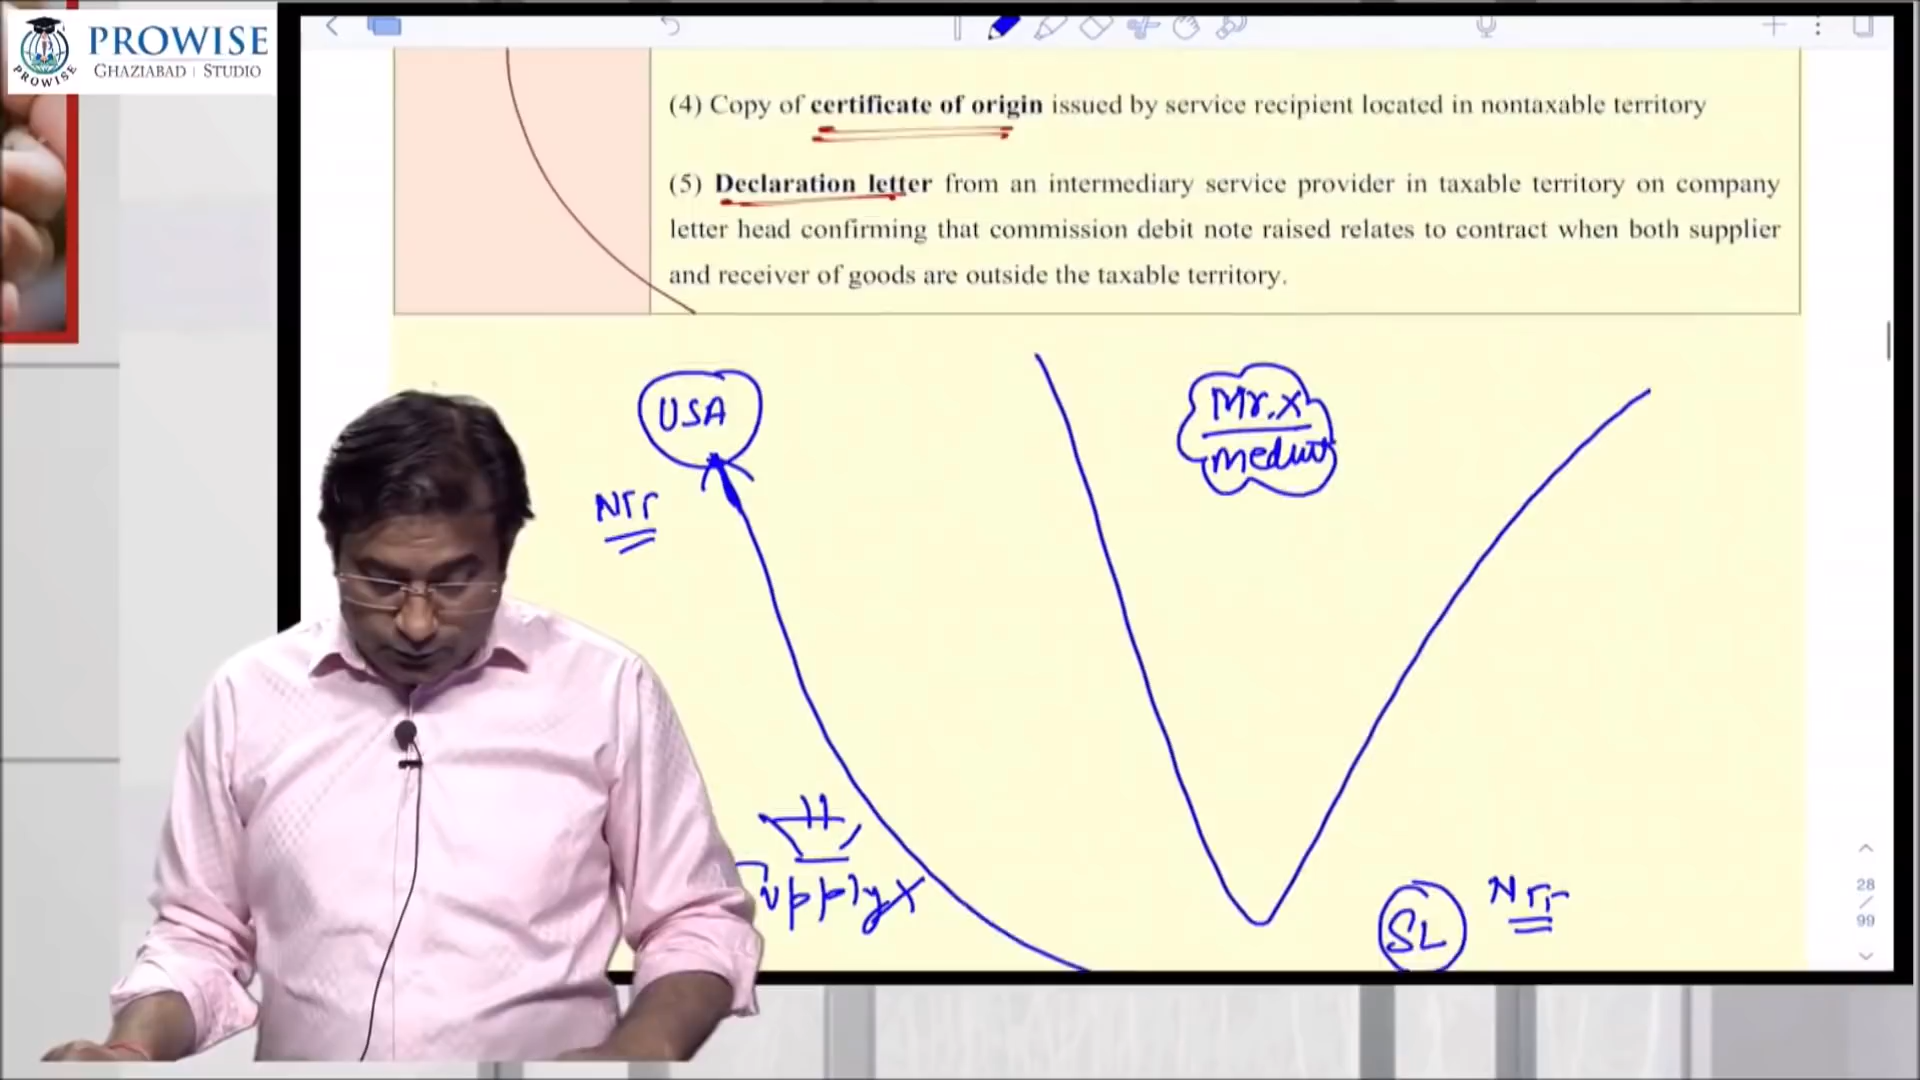 PROWISE
GHAZIABAD | STUDIO
PROWISE
(4) Copy of certificate of origin issued by service recipient located in nontaxable territory
(5) Declaration letter from an intermediary service provider in taxable territory on company
letter head confirming that commission debit note raised relates to contract when both supplier
and receiver of goods are outside the taxable territory.
USA
Mr.X
NTT
SL
NTT
28
/
99